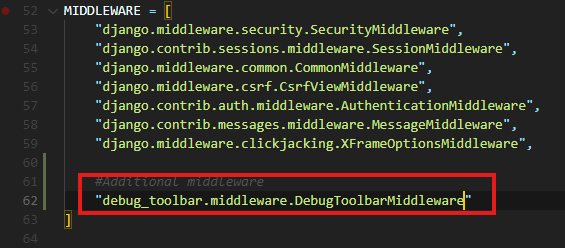 52 MIDDLEWARE = [
53 "django.middleware.security.SecurityMiddleware",
54 "django.contrib.sessions.middleware.SessionMiddleware",
55 "django.middleware.common.CommonMiddleware",
56 "django.middleware.csrf.CsrfViewMiddleware",
57 "django.contrib.auth.middleware.AuthenticationMiddleware",
58 "django.contrib.messages.middleware.MessageMiddleware",
59 "django.middleware.clickjacking.XFrameOptionsMiddleware",
60
61 #Additional middleware
62 "debug_toolbar.middleware.DebugToolbarMiddleware"
63 ]
64